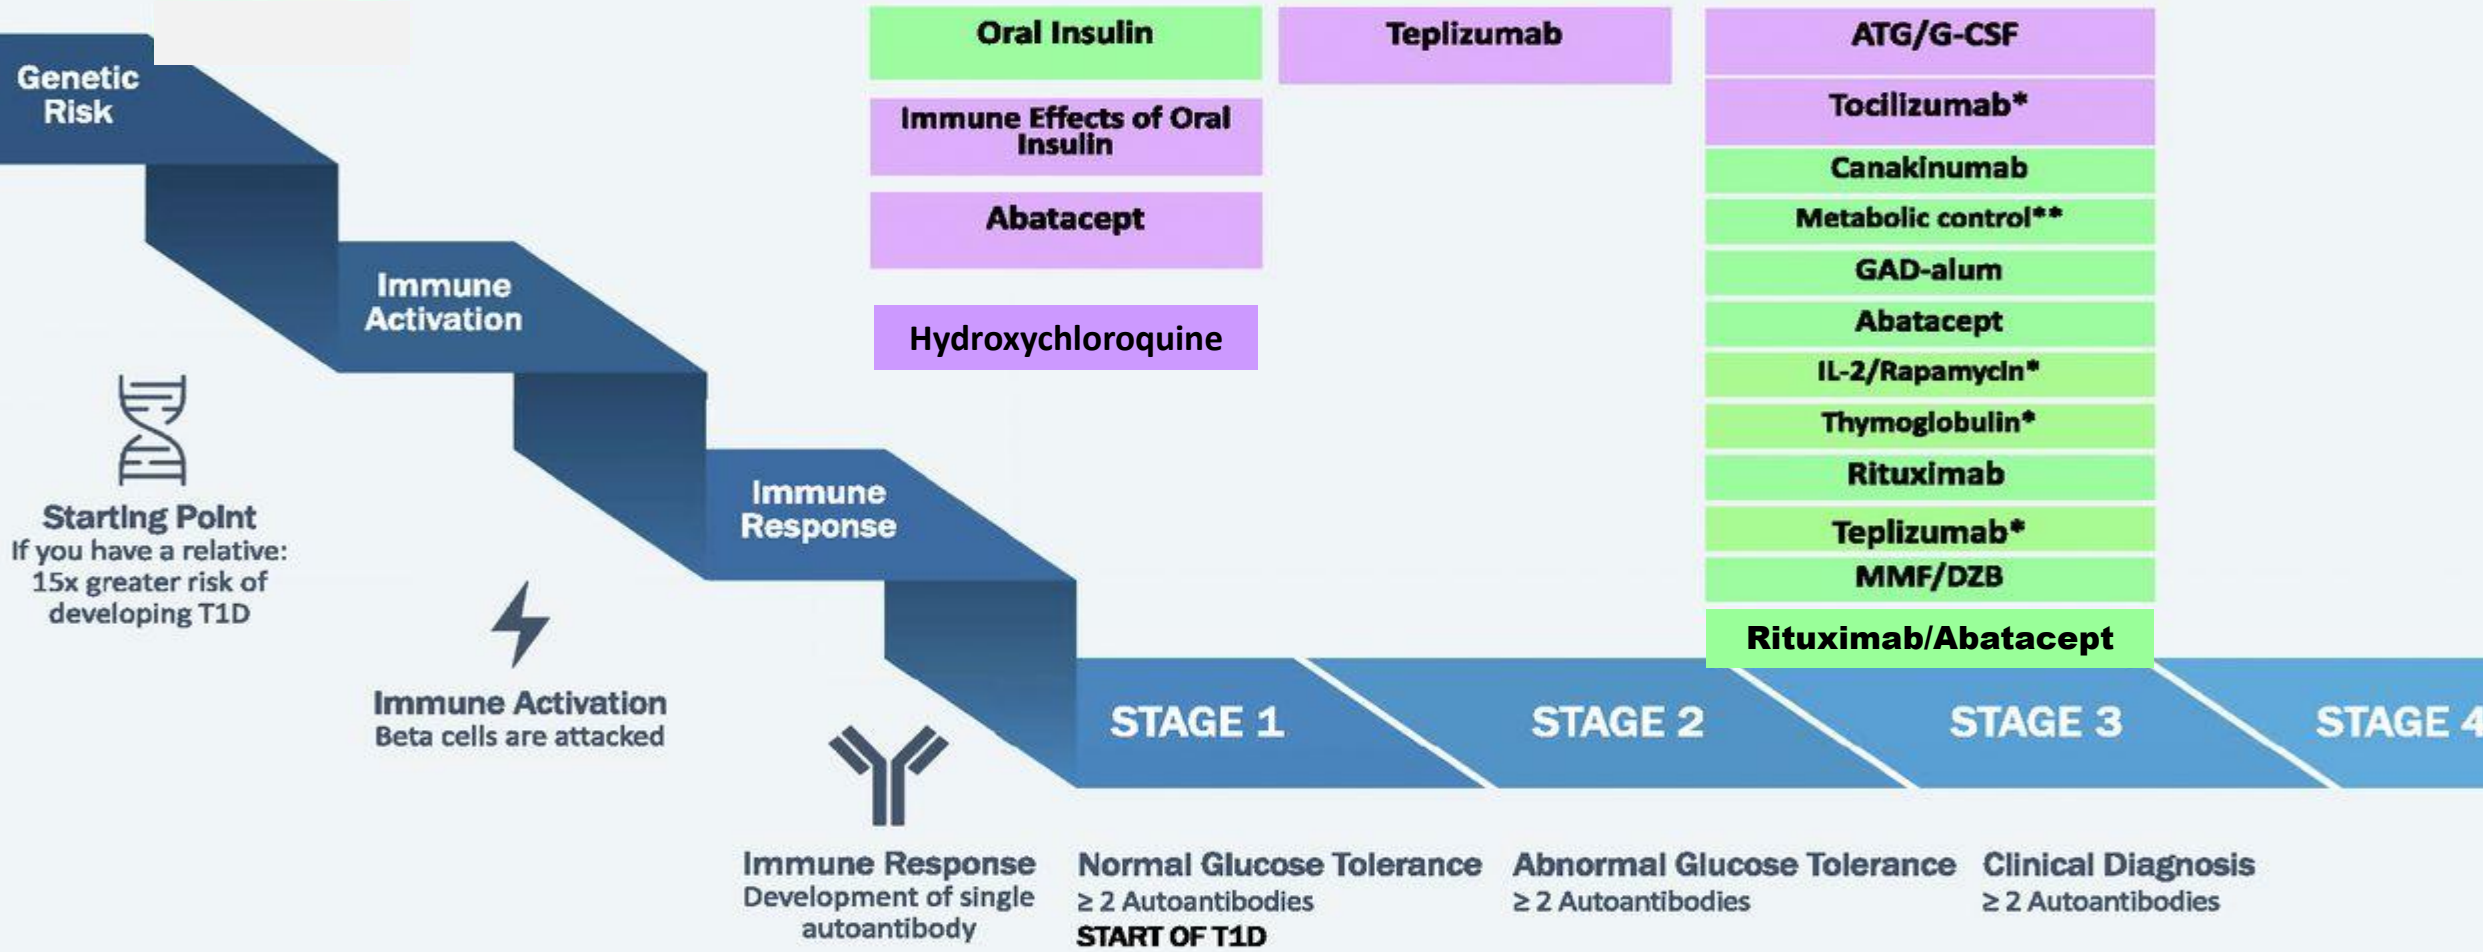 Genetic
Risk
Immune
Activation
Immune
Response
Starting Point
If you have a relative:
15x greater risk of
developing T1D
Immune Activation
Beta cells are attacked
Immune Response
Development of single
autoantibody
Oral Insulin
Immune Effects of Oral
Insulin
Abatacept
Hydroxychloroquine
Teplizumab
ATG/G-CSF
Tocilizumab*
Canakinumab
Metabolic control**
GAD-alum
Abatacept
IL-2/Rapamycin*
Thymoglobulin*
Rituximab
Teplizumab*
MMF/DZB
Rituximab/Abatacept
STAGE 1
STAGE 2
STAGE 3
STAGE 4
Normal Glucose Tolerance
≥ 2 Autoantibodies
START OF T1D
Abnormal Glucose Tolerance
≥ 2 Autoantibodies
Clinical Diagnosis
≥ 2 Autoantibodies